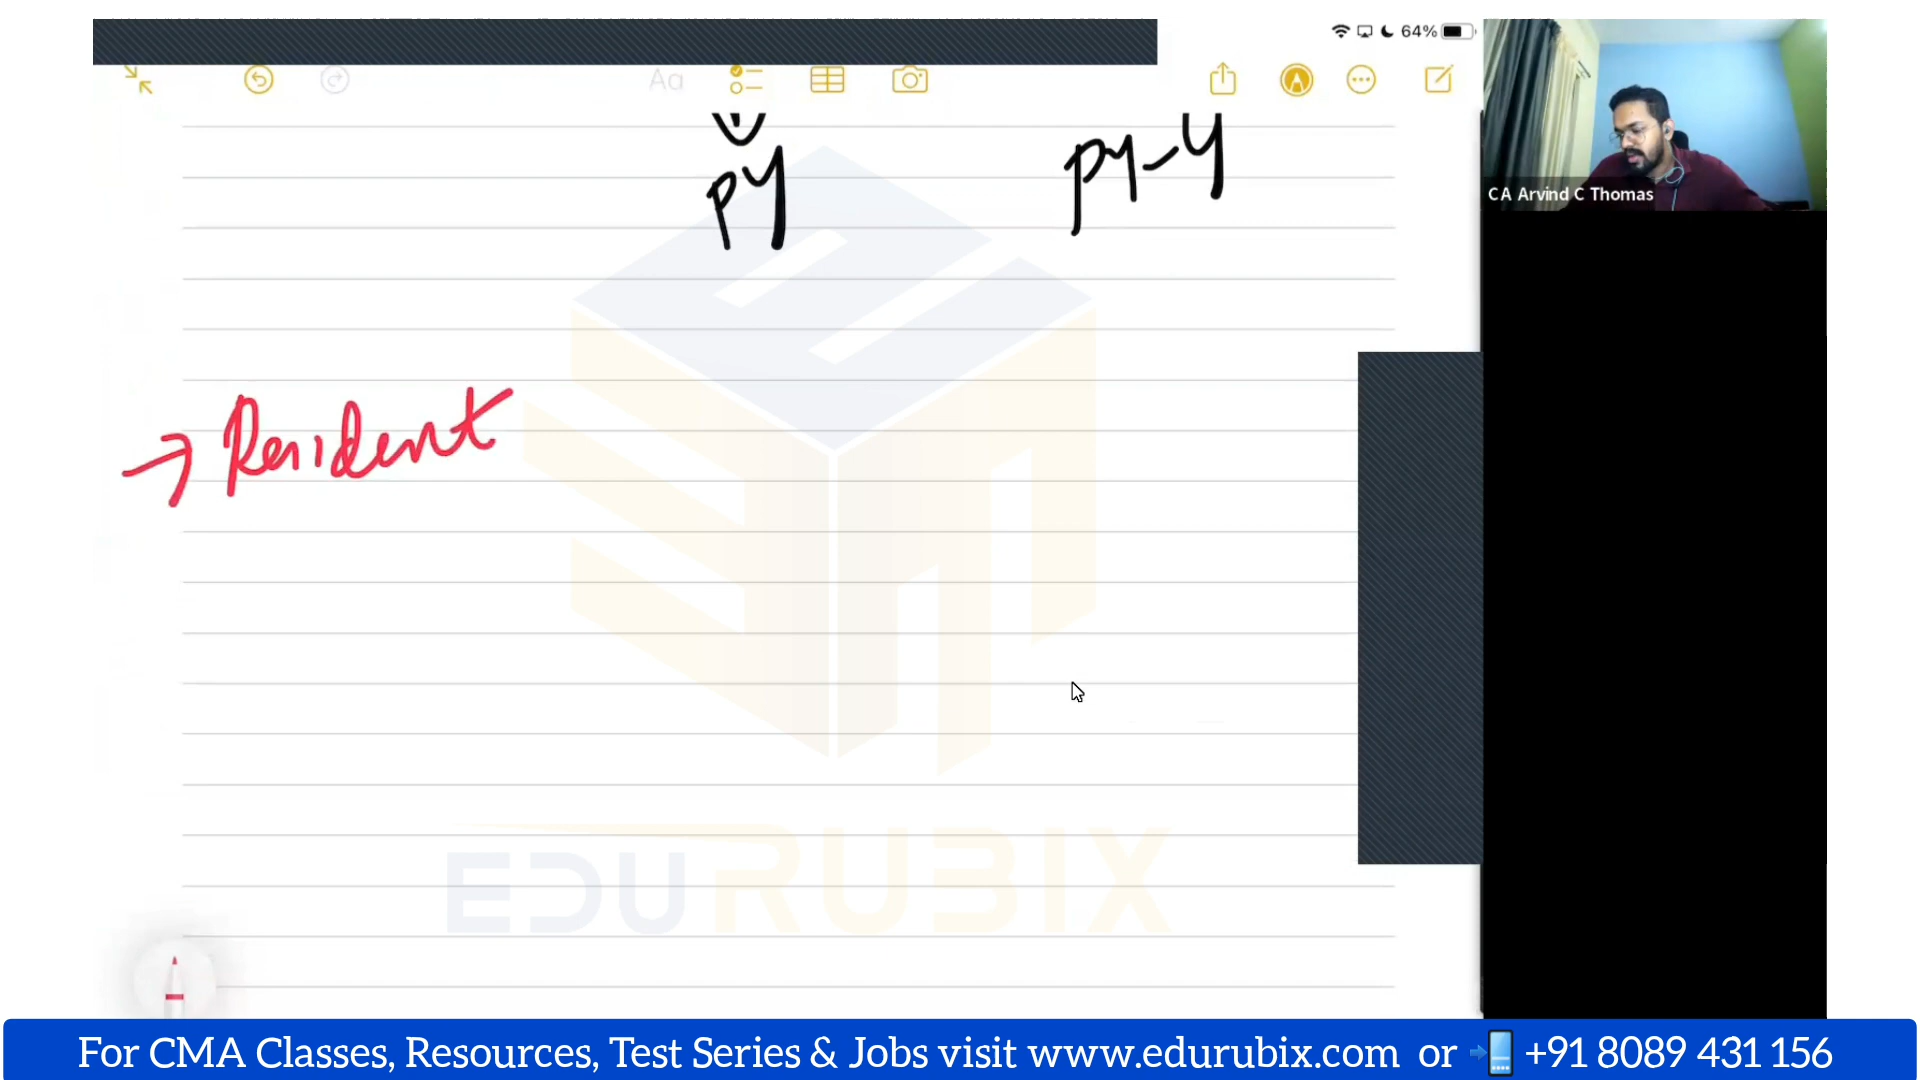 64%
Aa
CA Arvind C Thomas
PY
PY-4
→ Resident
EDURUBIX
For CMA Classes, Resources, Test Series & Jobs visit www.edurubix.com or +91 8089 431 156